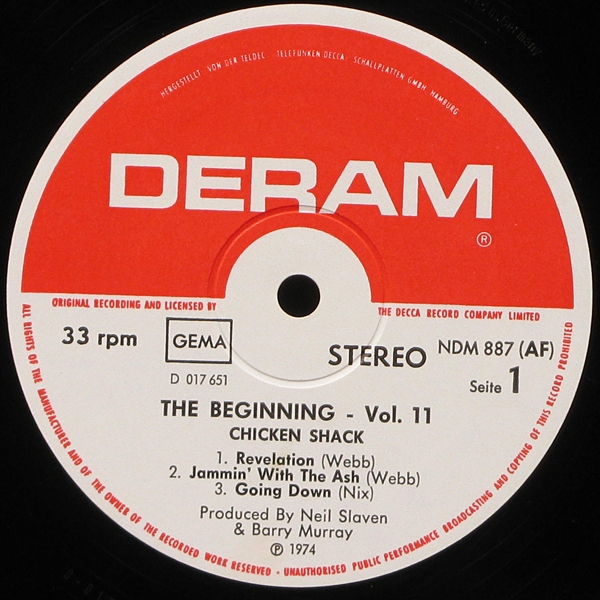 HERGESTELLT VON DER TELDEC · TELEFUNKEN DECCA · SCHALLPLATTEN GMBH, HAMBURG
DERAM
®
ORIGINAL RECORDING AND LICENSED BY
THE DECCA RECORD COMPANY LIMITED
33 rpm
GEMA
STEREO
NDM 887 (AF)
D 017 651
Seite 1
THE BEGINNING - Vol. 11
CHICKEN SHACK
1. Revelation (Webb)
2. Jammin' With The Ash (Webb)
3. Going Down (Nix)
Produced By Neil Slaven
& Barry Murray
℗ 1974
ALL RIGHTS OF THE MANUFACTURER AND OF THE OWNER OF THE RECORDED WORK RESERVED - UNAUTHORISED PUBLIC PERFORMANCE BROADCASTING AND COPYING OF THIS RECORD PROHIBITED